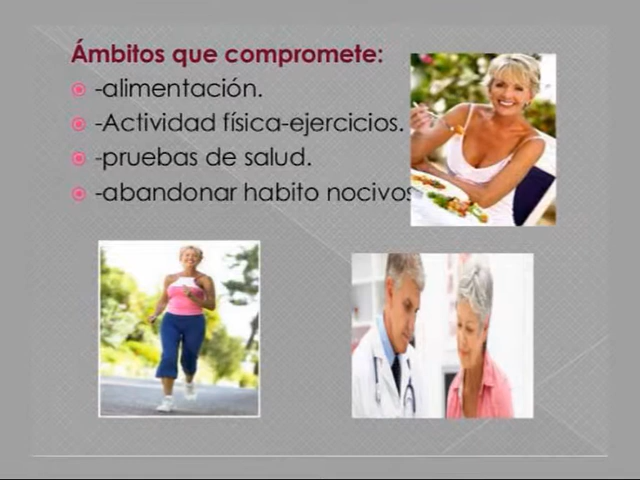 Ámbitos que compromete:
-alimentación.
-Actividad física-ejercicios.
-pruebas de salud.
-abandonar habito nocivos